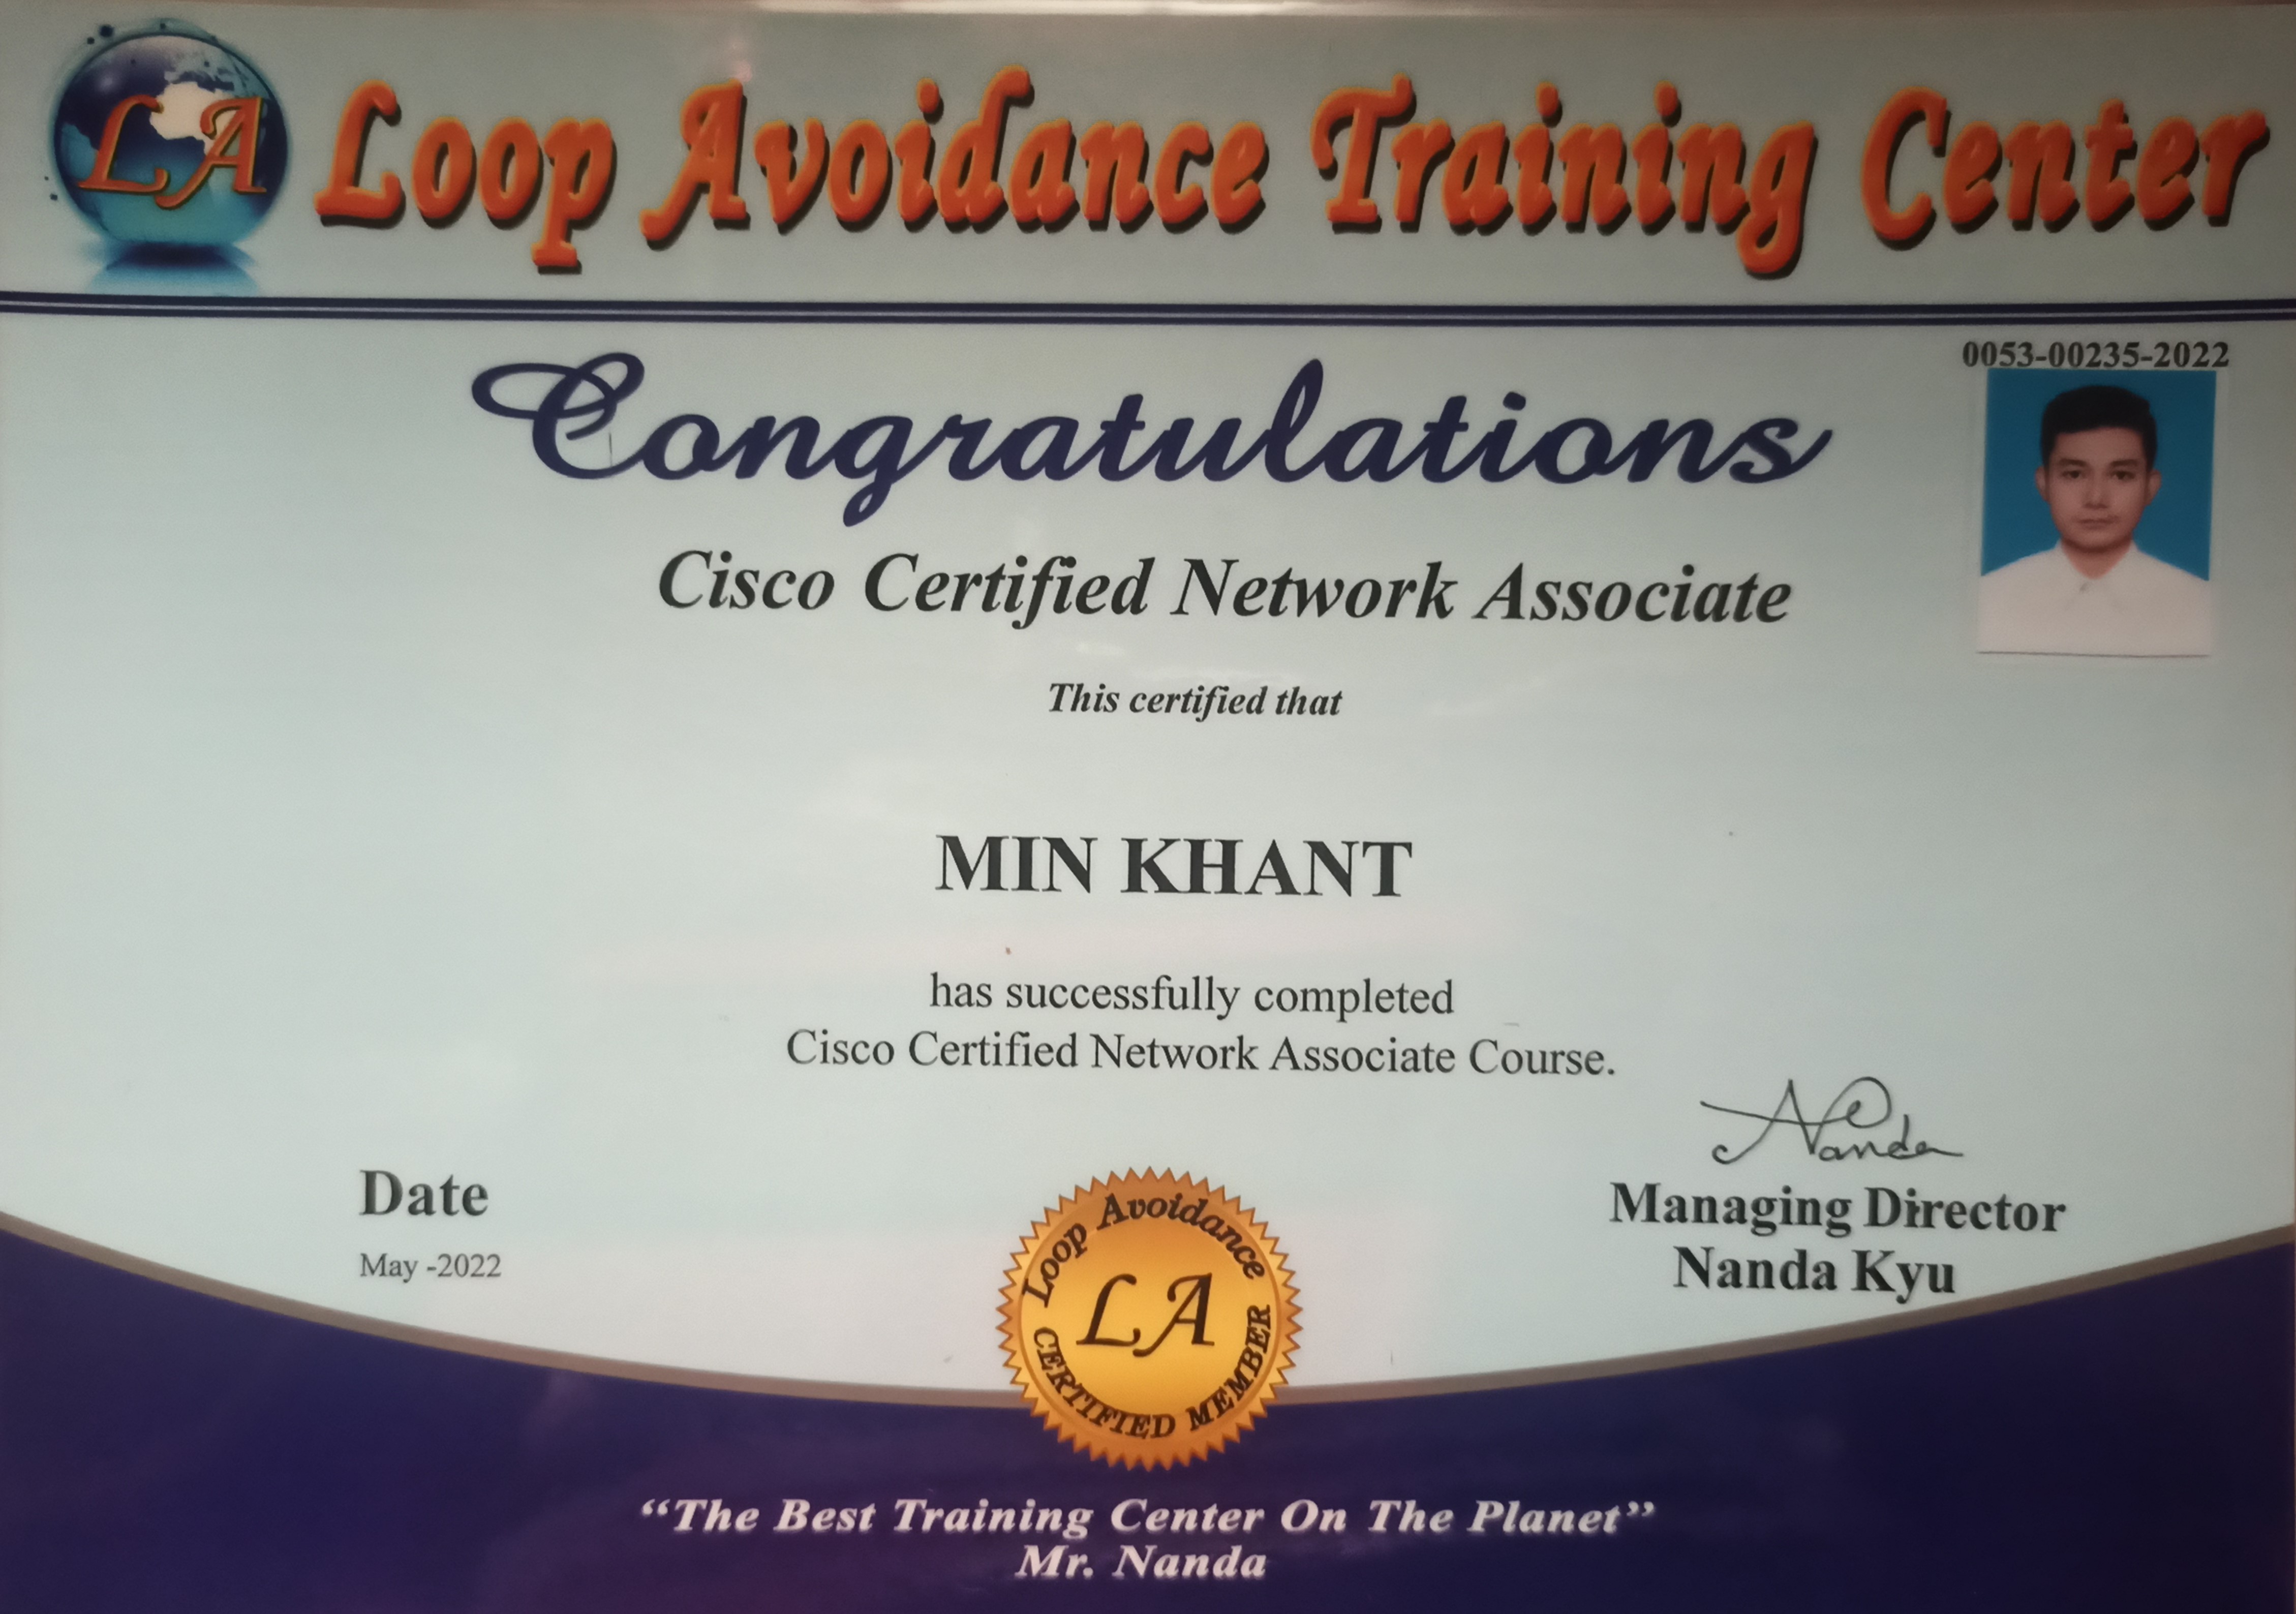 LA Loop Avoidance Training Center
0053-00235-2022
Congratulations
Cisco Certified Network Associate
This certified that
MIN KHANT
has successfully completed
Cisco Certified Network Associate Course.
Nanda
Managing Director
Nanda Kyu
Date
May -2022
Loop Avoidance
LA
CERTIFIED MEMBER
“The Best Training Center On The Planet”
Mr. Nanda